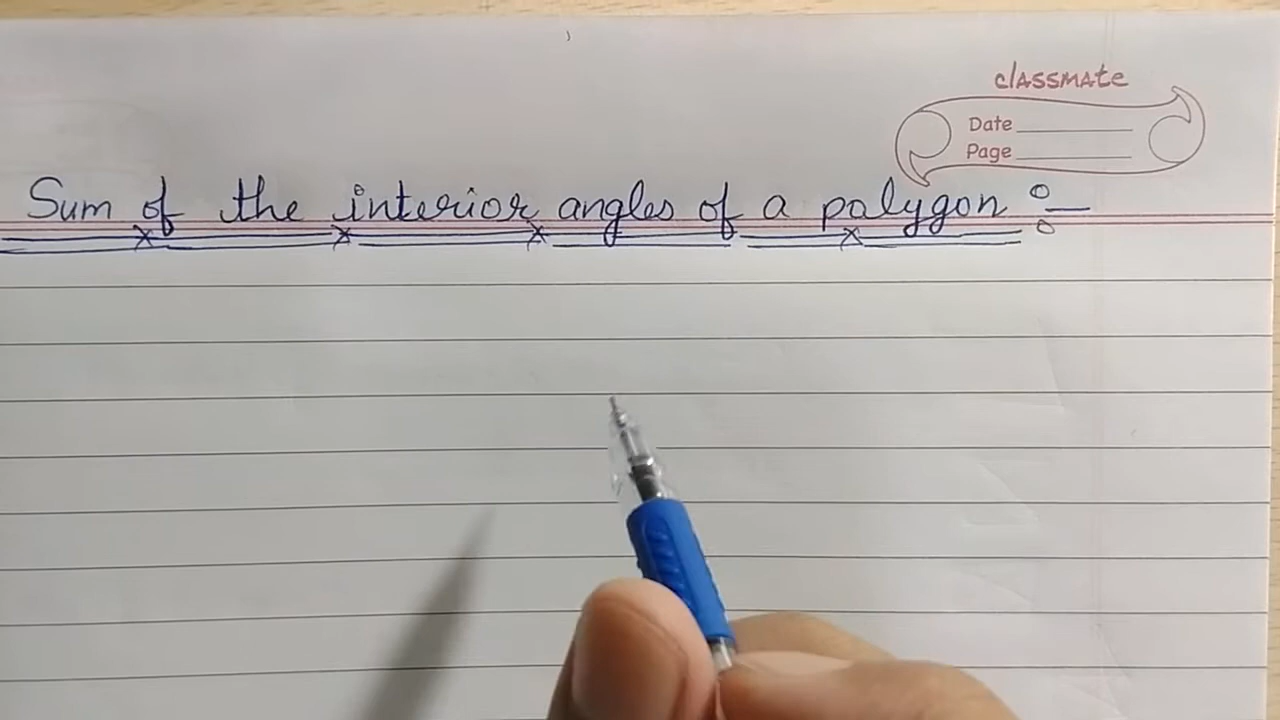 classmate
Date
Page
Sum of the interior angles of a polygon :-